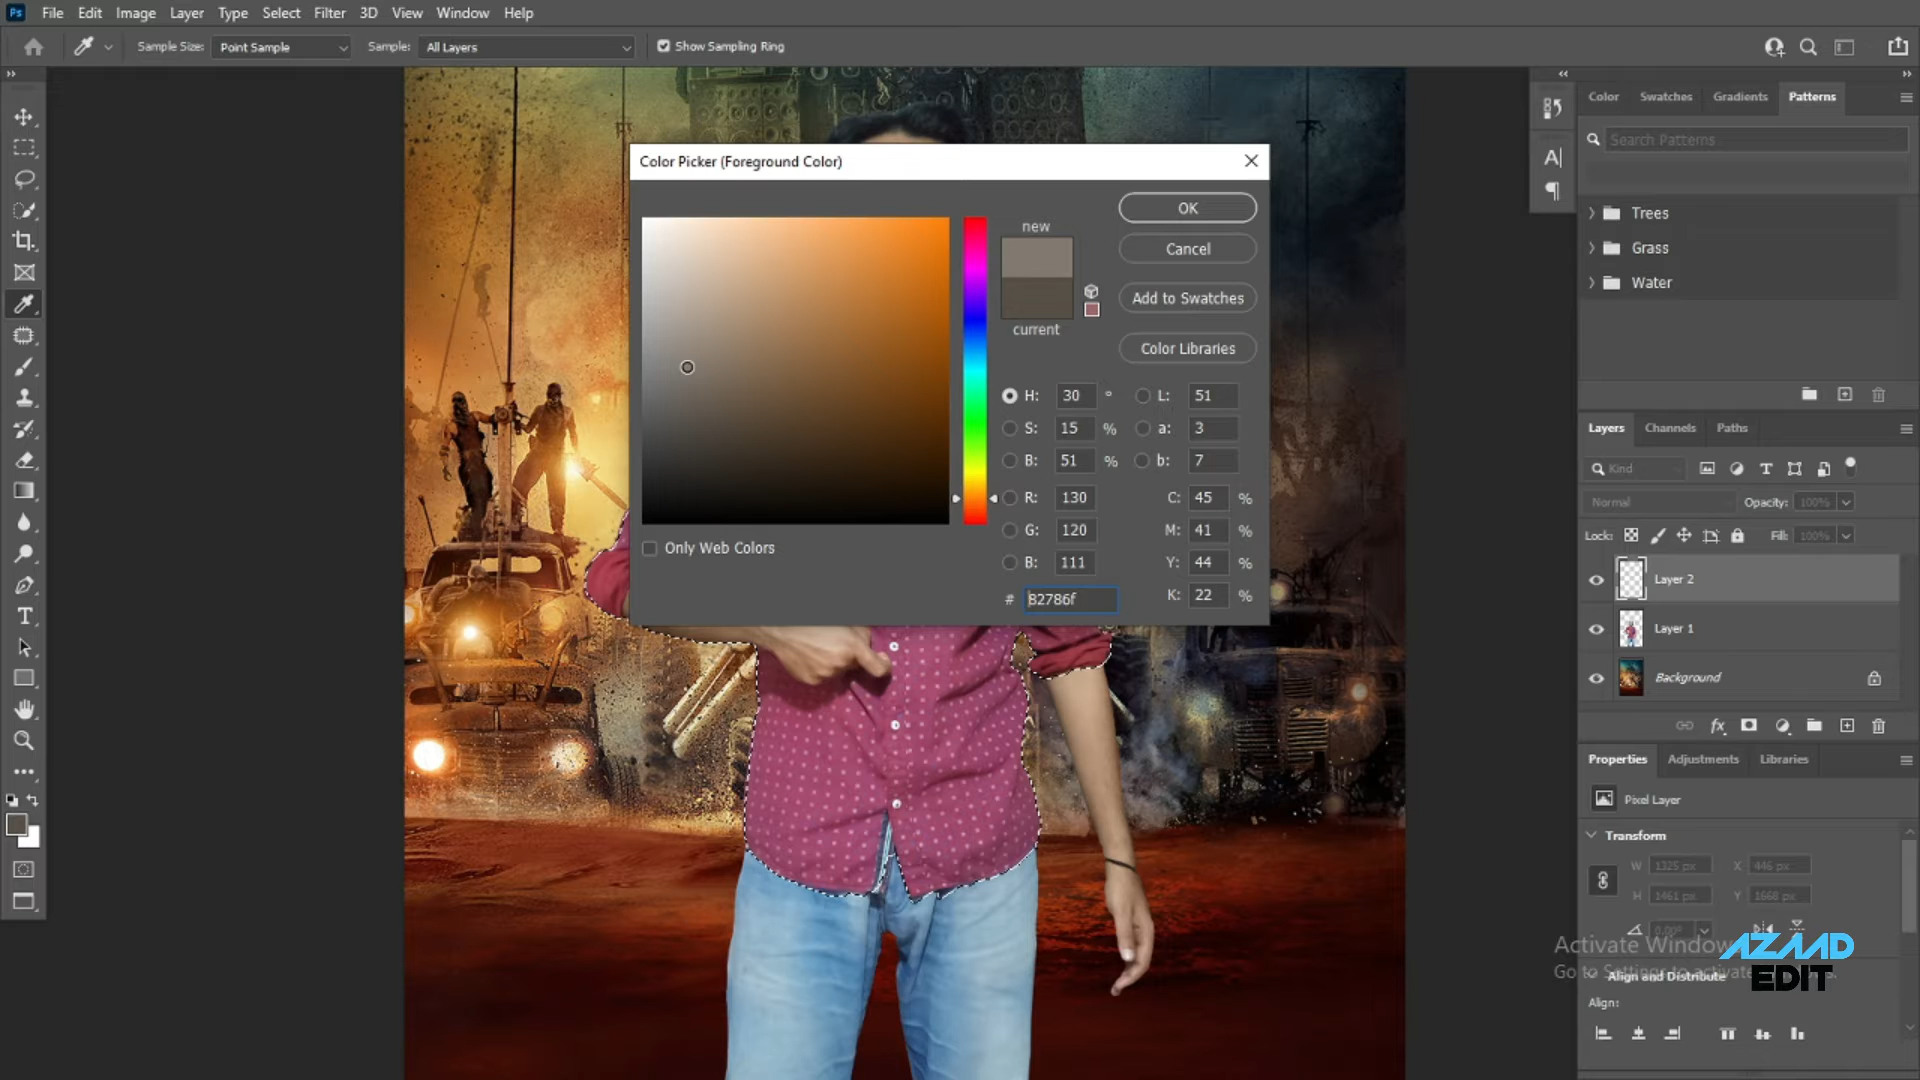 Ps File Edit Image Layer Type Select Filter 3D View Window Help
Sample Size: Point Sample Sample: All Layers Show Sampling Ring
Color Swatches Gradients Patterns
Search Patterns
Trees
Grass
Water
Color Picker (Foreground Color)
new
current
OK
Cancel
Add to Swatches
Color Libraries
H: 30 ° L: 51
S: 15 % a: 3
B: 51 % b: 7
R: 130 C: 45 %
G: 120 M: 41 %
B: 111 Y: 44 %
# 82786f K: 22 %
Only Web Colors
Layers Channels Paths
Kind
Normal Opacity: 100%
Lock: Fill: 100%
Layer 2
Layer 1
Background
fx
Properties Adjustments Libraries
Pixel Layer
Transform
W 1325 px X 446 px
H 1461 px Y 1668 px
0.00°
Activate Window
Go to Settings to activate
AZAAD
EDIT
Align and Distribute
Align: